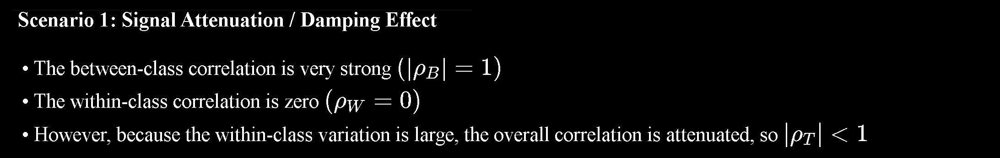 Scenario 1: Signal Attenuation / Damping Effect
• The between-class correlation is very strong (|ρ_B| = 1)
• The within-class correlation is zero (ρ_W = 0)
• However, because the within-class variation is large, the overall correlation is attenuated, so |ρ_T| < 1